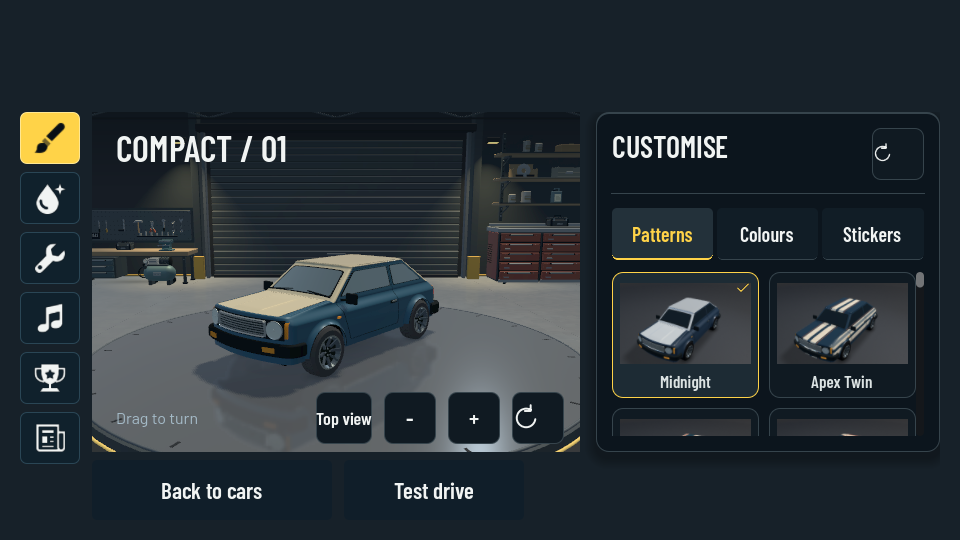 COMPACT / 01
CUSTOMISE
Patterns
Colours
Stickers
Midnight
Apex Twin
Drag to turn
Top view
-
+
Back to cars
Test drive